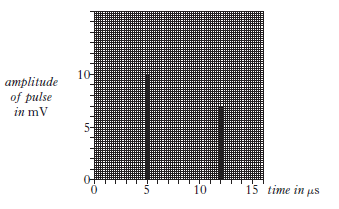 10
amplitude
of pulse
in mV
5
0
0 5 10 15 time in μs